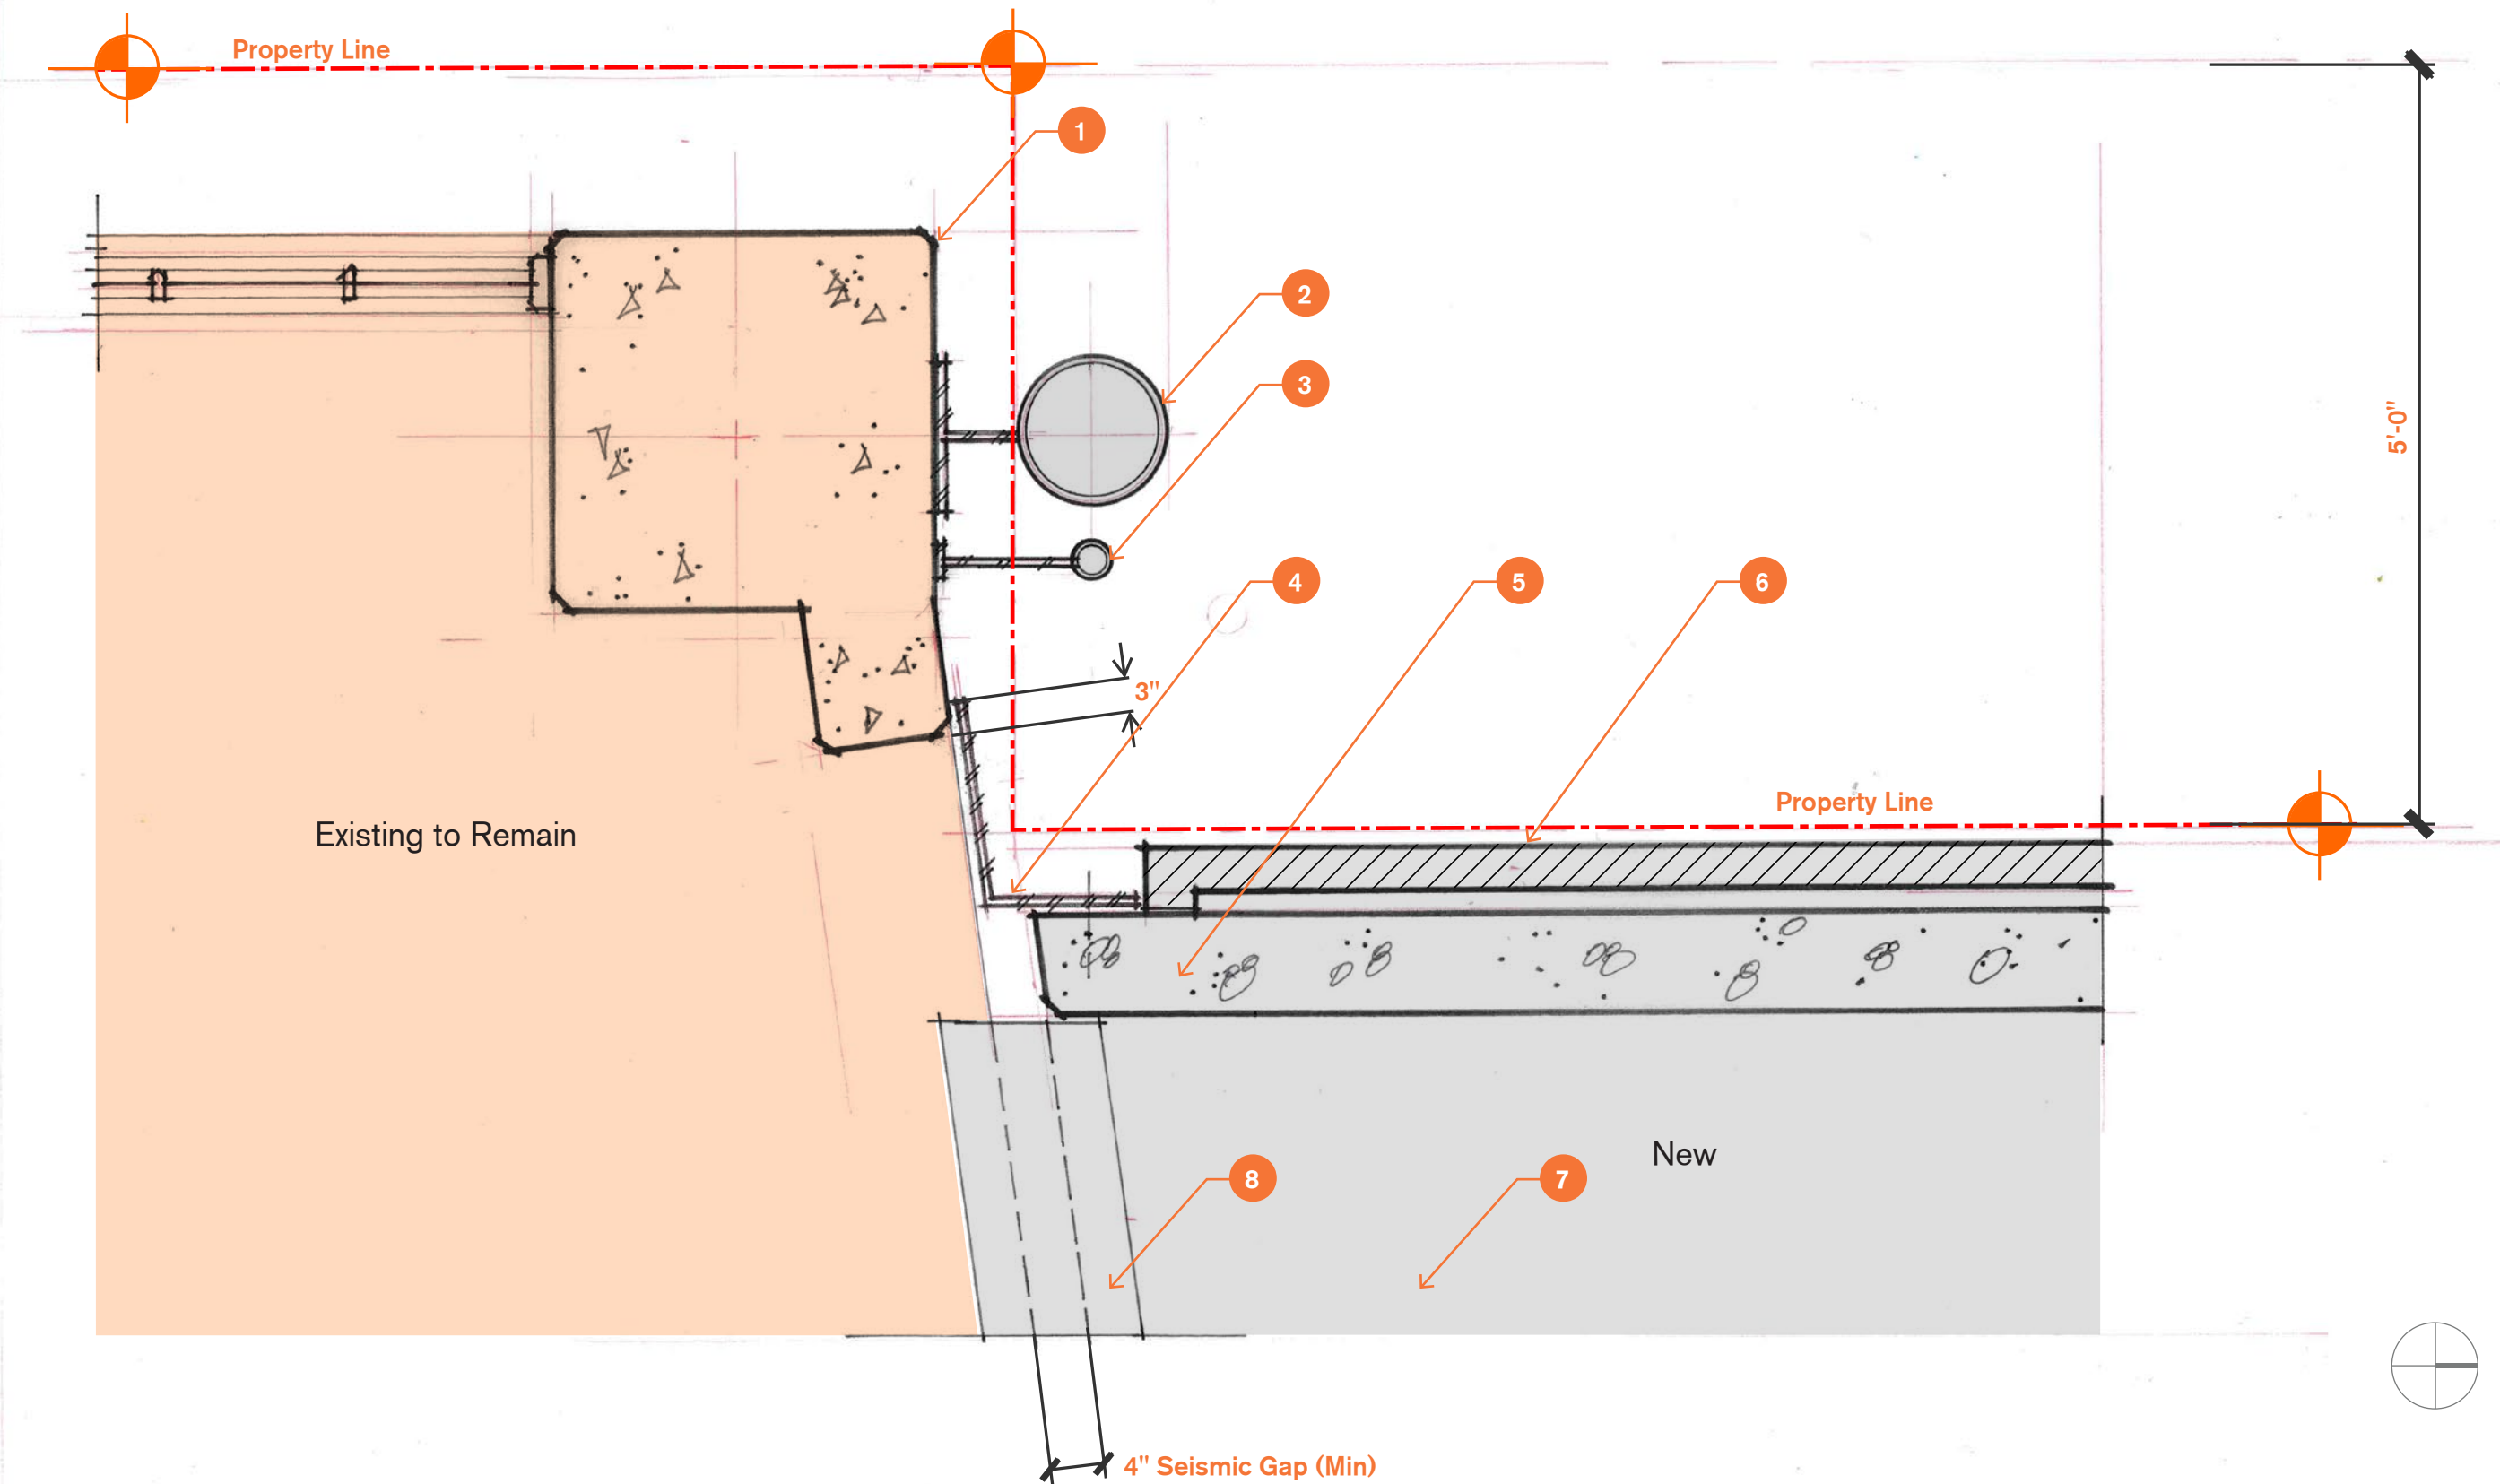 Property Line
1
2
3
5'-0"
4
5
6
3"
Property Line
Existing to Remain
New
8
7
4" Seismic Gap (Min)